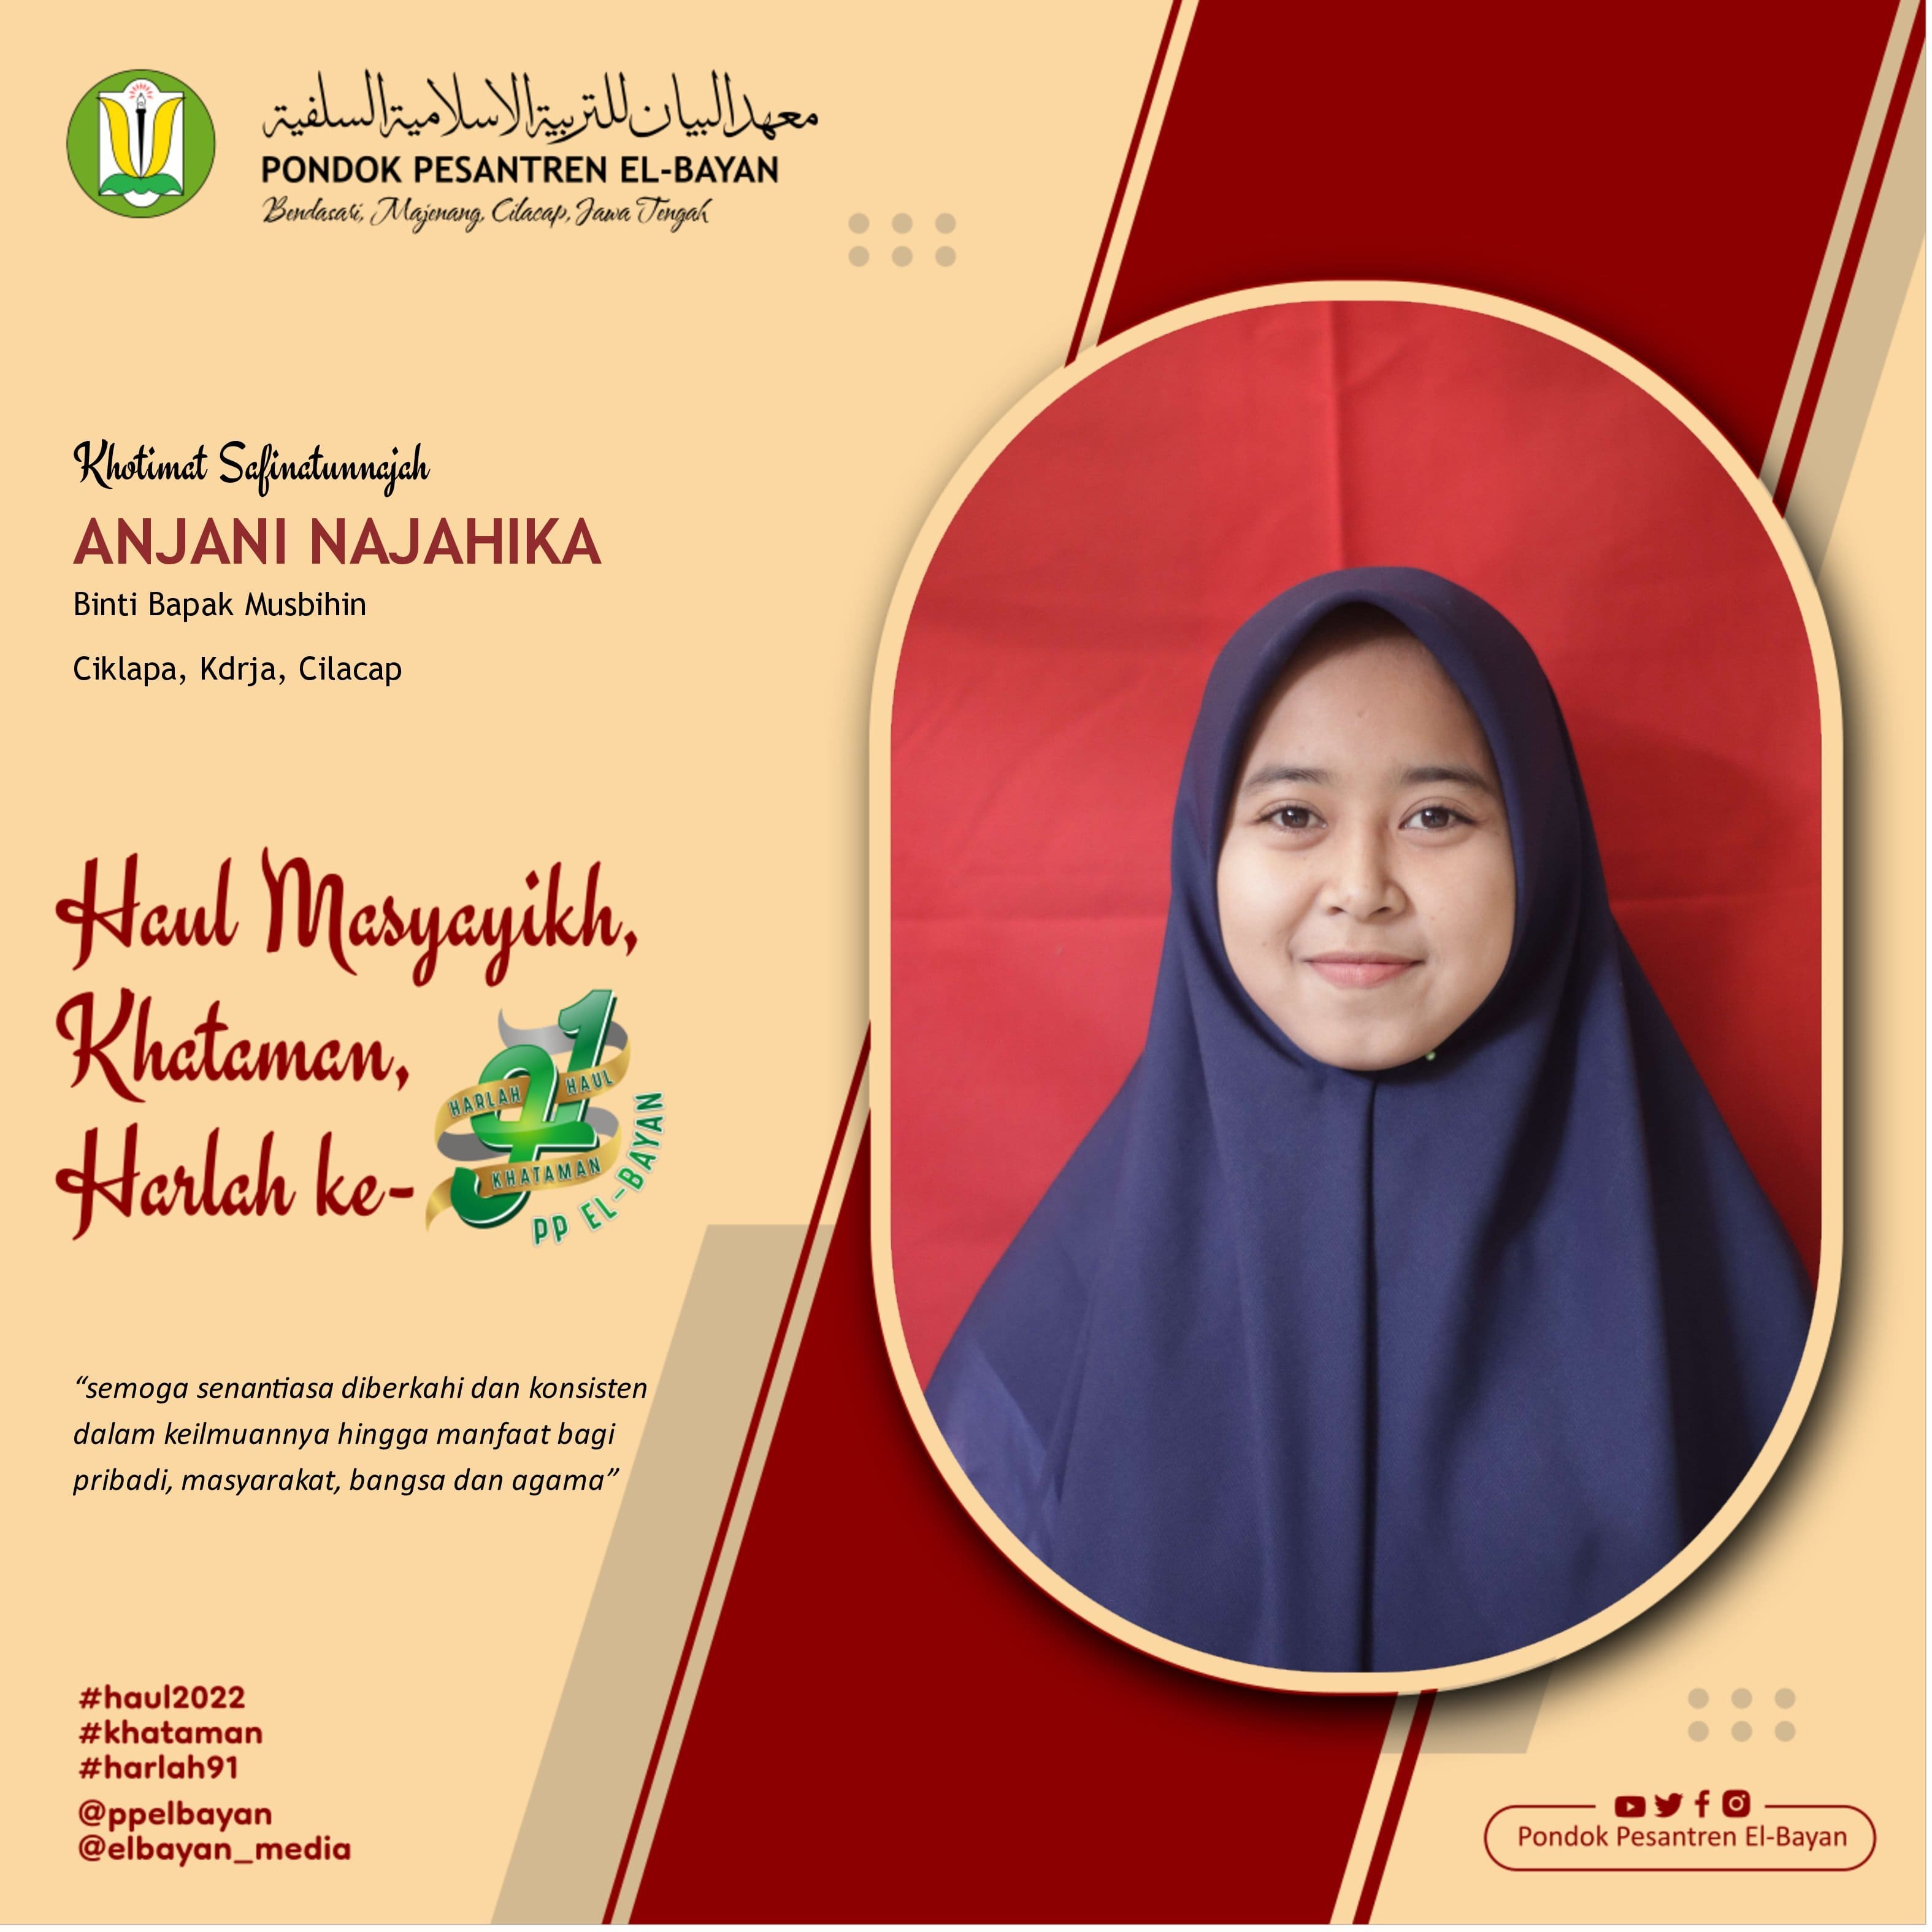 معهد البيان للتربية الاسلامية السلفية
PONDOK PESANTREN EL-BAYAN
Bendasari, Majenang, Cilacap, Jawa Tengah
Khotimat Safinatunnajah
ANJANI NAJAHIKA
Binti Bapak Musbihin
Ciklapa, Kdrja, Cilacap
Haul Masyayikh,
Khataman,
Harlah ke-
91
HARLAH HAUL
KHATAMAN
PP EL-BAYAN
“semoga senantiasa diberkahi dan konsisten
dalam keilmuannya hingga manfaat bagi
pribadi, masyarakat, bangsa dan agama”
#haul2022
#khataman
#harlah91
@ppelbayan
@elbayan_media
Pondok Pesantren El-Bayan